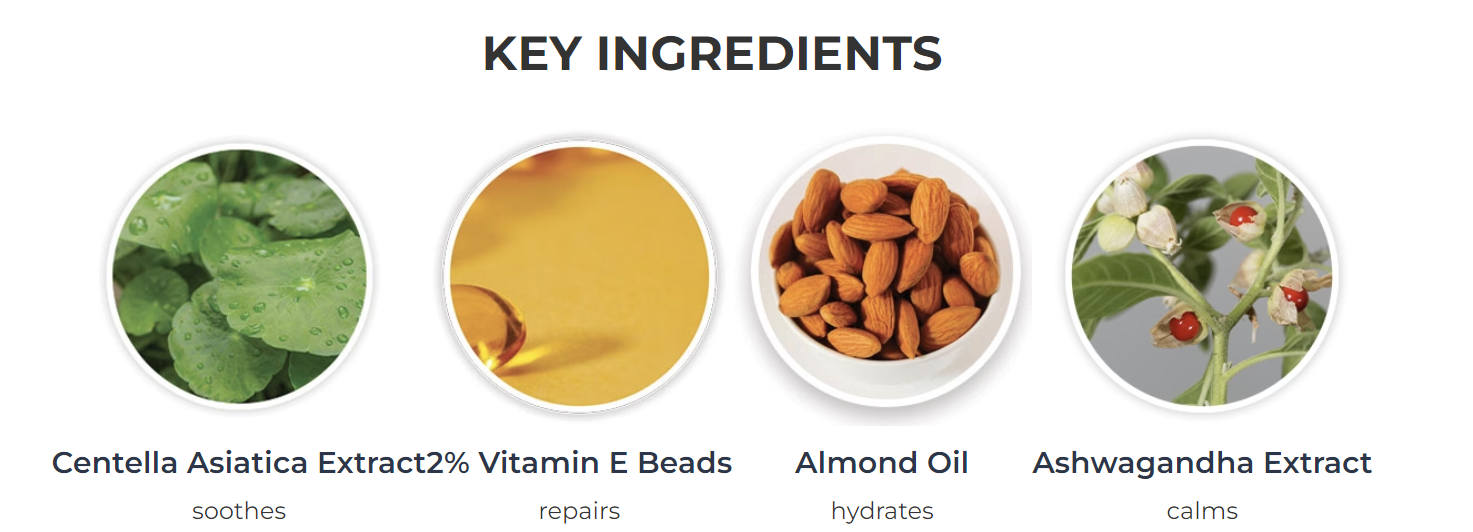 KEY INGREDIENTS
Centella Asiatica Extract
2% Vitamin E Beads
Almond Oil
Ashwagandha Extract
soothes
repairs
hydrates
calms